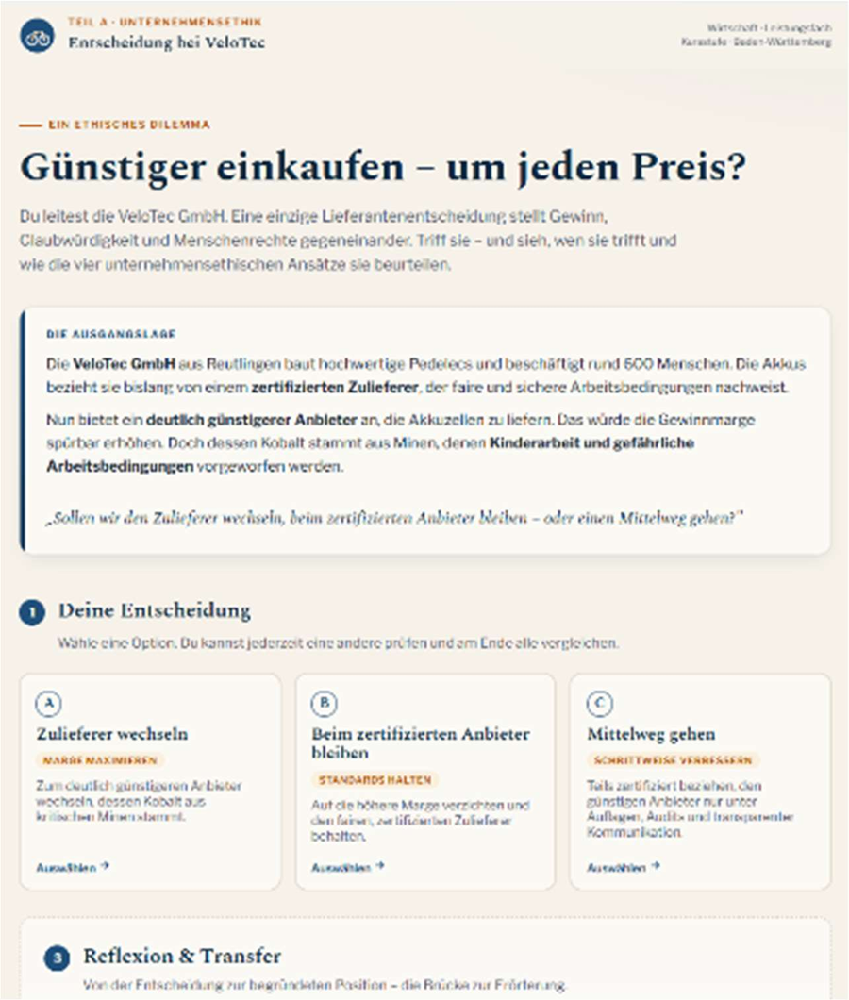 TEIL A · UNTERNEHMENSETHIK
Entscheidung bei VeloTec
Wirtschaft · Leistungsfach
Kursstufe · Baden-Württemberg
EIN ETHISCHES DILEMMA
Günstiger einkaufen – um jeden Preis?
Du leitest die VeloTec GmbH. Eine einzige Lieferantenentscheidung stellt Gewinn,
Glaubwürdigkeit und Menschenrechte gegeneinander. Triff sie – und sieh, wen sie trifft und
wie die vier unternehmensethischen Ansätze sie beurteilen.
DIE AUSGANGSLAGE
Die VeloTec GmbH aus Reutlingen baut hochwertige Pedelecs und beschäftigt rund 600 Menschen. Die Akkus
bezieht sie bislang von einem zertifizierten Zulieferer, der faire und sichere Arbeitsbedingungen nachweist.
Nun bietet ein deutlich günstigerer Anbieter an, die Akkuzellen zu liefern. Das würde die Gewinnmarge
spürbar erhöhen. Doch dessen Kobalt stammt aus Minen, denen Kinderarbeit und gefährliche
Arbeitsbedingungen vorgeworfen werden.
„Sollen wir den Zulieferer wechseln, beim zertifizierten Anbieter bleiben – oder einen Mittelweg gehen?"
1 Deine Entscheidung
Wähle eine Option. Du kannst jederzeit eine andere prüfen und am Ende alle vergleichen.
A
Zulieferer wechseln
MARGE MAXIMIEREN
Zum deutlich günstigeren Anbieter
wechseln, dessen Kobalt aus
kritischen Minen stammt.
Auswählen →
B
Beim zertifizierten Anbieter
bleiben
STANDARDS HALTEN
Auf die höhere Marge verzichten und
den fairen, zertifizierten Zulieferer
behalten.
Auswählen →
C
Mittelweg gehen
SCHRITTWEISE VERBESSERN
Teils zertifiziert beziehen, den
günstigen Anbieter nur unter
Auflagen, Audits und transparenter
Kommunikation.
Auswählen →
3 Reflexion & Transfer
Von der Entscheidung zur begründeten Position – die Brücke zur Erörterung.